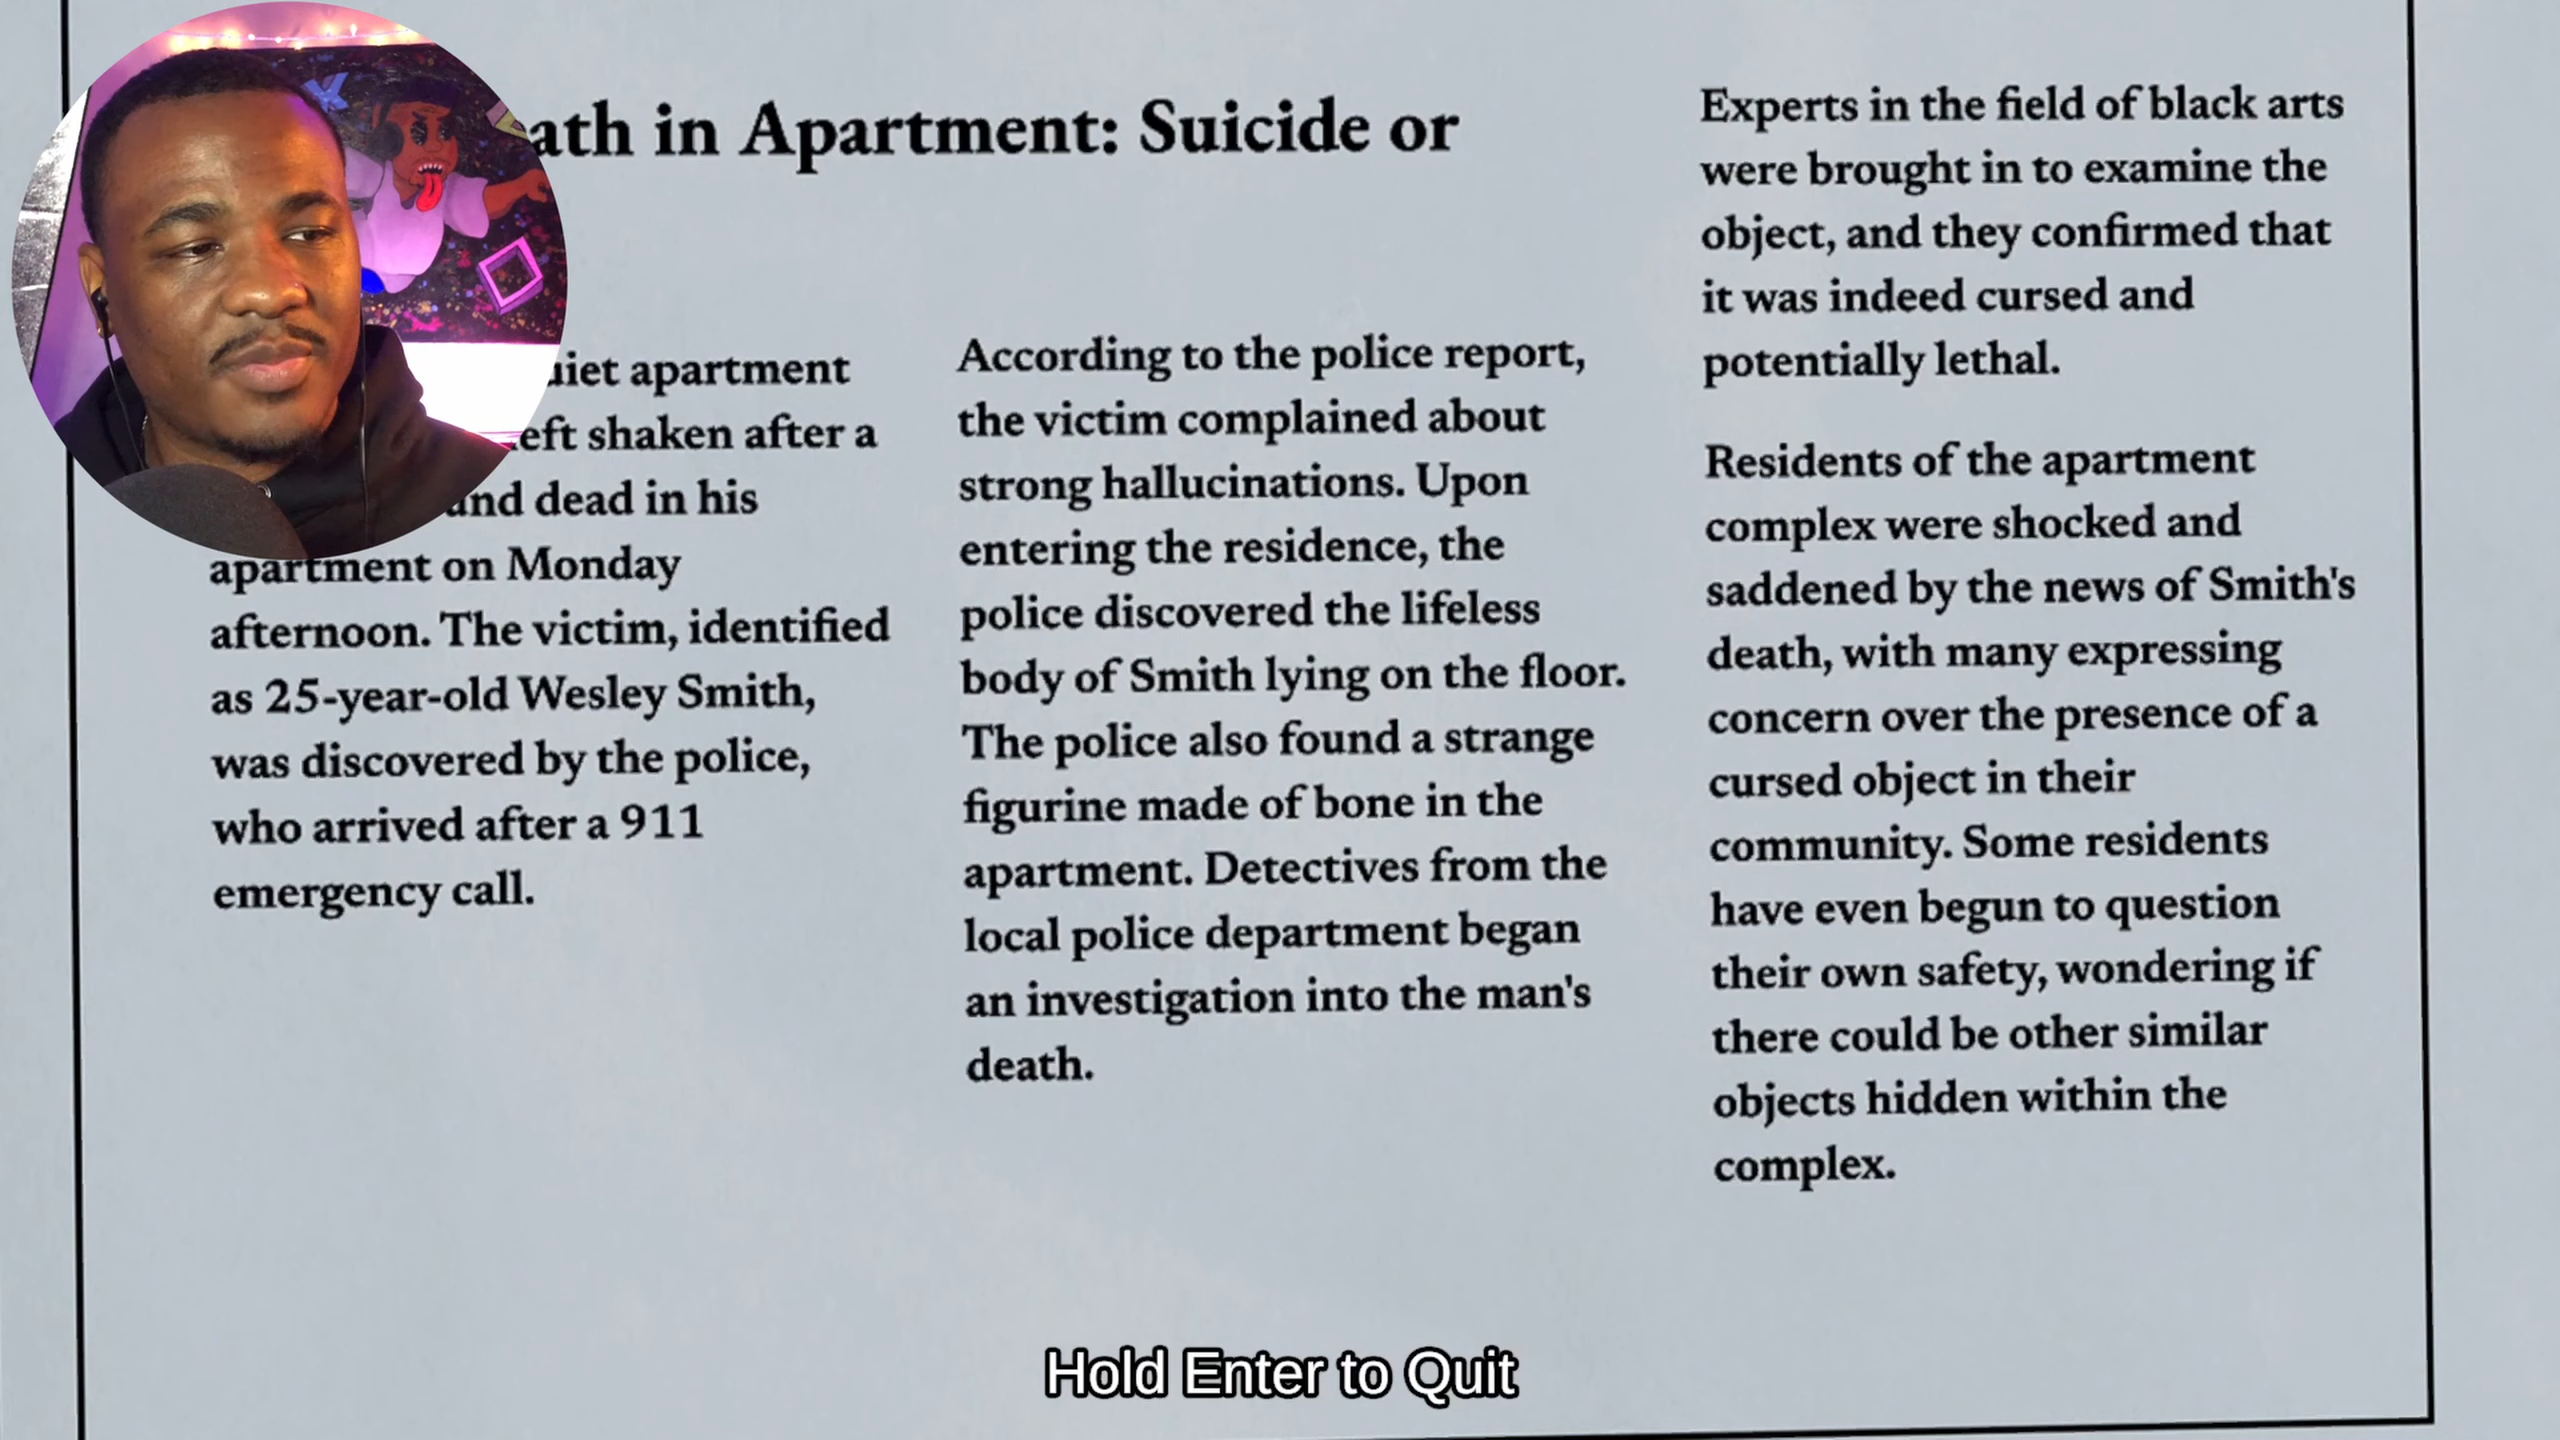 in Apartment: Suicide or
apartment
shaken after a
dead in his
apartment on Monday
afternoon. The victim, identified
as 25-year-old Wesley Smith,
was discovered by the police,
who arrived after a 911
emergency call.
According to the police report,
the victim complained about
strong hallucinations. Upon
entering the residence, the
police discovered the lifeless
body of Smith lying on the floor.
The police also found a strange
figurine made of bone in the
apartment. Detectives from the
local police department began
an investigation into the man's
death.
Experts in the field of black arts
were brought in to examine the
object, and they confirmed that
it was indeed cursed and
potentially lethal.
Residents of the apartment
complex were shocked and
saddened by the news of Smith's
death, with many expressing
concern over the presence of a
cursed object in their
community. Some residents
have even begun to question
their own safety, wondering if
there could be other similar
objects hidden within the
complex.
Hold Enter to Quit